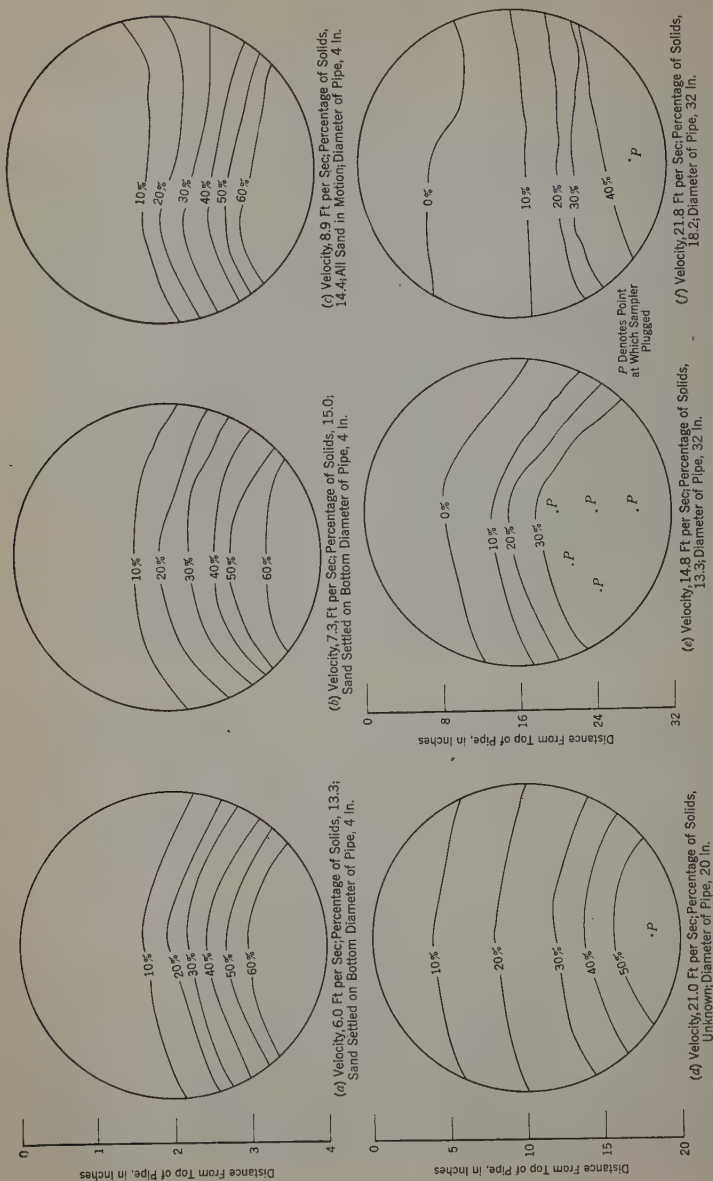 Distance From Top of Pipe, in Inches
0
1
2
3
4
10%
20%
30%
40%
50%
60%
(a) Velocity, 6.0 Ft per Sec; Percentage of Solids, 13.3;
Sand Settled on Bottom Diameter of Pipe, 4 In.
10%
20%
30%
40%
50%
60%
(b) Velocity, 7.3, Ft per Sec; Percentage of Solids, 15.0;
Sand Settled on Bottom Diameter of Pipe, 4 In.
10%
20%
30%
40%
50%
60%
(c) Velocity, 8.9 Ft per Sec; Percentage of Solids,
14.4; All Sand in Motion; Diameter of Pipe, 4 In.
Distance From Top of Pipe, in Inches
0
5
10
15
20
10%
20%
30%
40%
50%
.P
(d) Velocity, 21.0 Ft per Sec; Percentage of Solids,
Unknown; Diameter of Pipe, 20 In.
Distance From Top of Pipe, in Inches
0
8
16
24
32
0%
10%
20%
30%
.P
.P
.P
.P
.P
(e) Velocity, 14.8 Ft per Sec; Percentage of Solids,
13.3; Diameter of Pipe, 32 In.
P Denotes Point
at Which Sampler
Plugged
0%
10%
20%
30%
40%
.P
(f) Velocity, 21.8 Ft per Sec; Percentage of Solids,
18.2; Diameter of Pipe, 32 In.